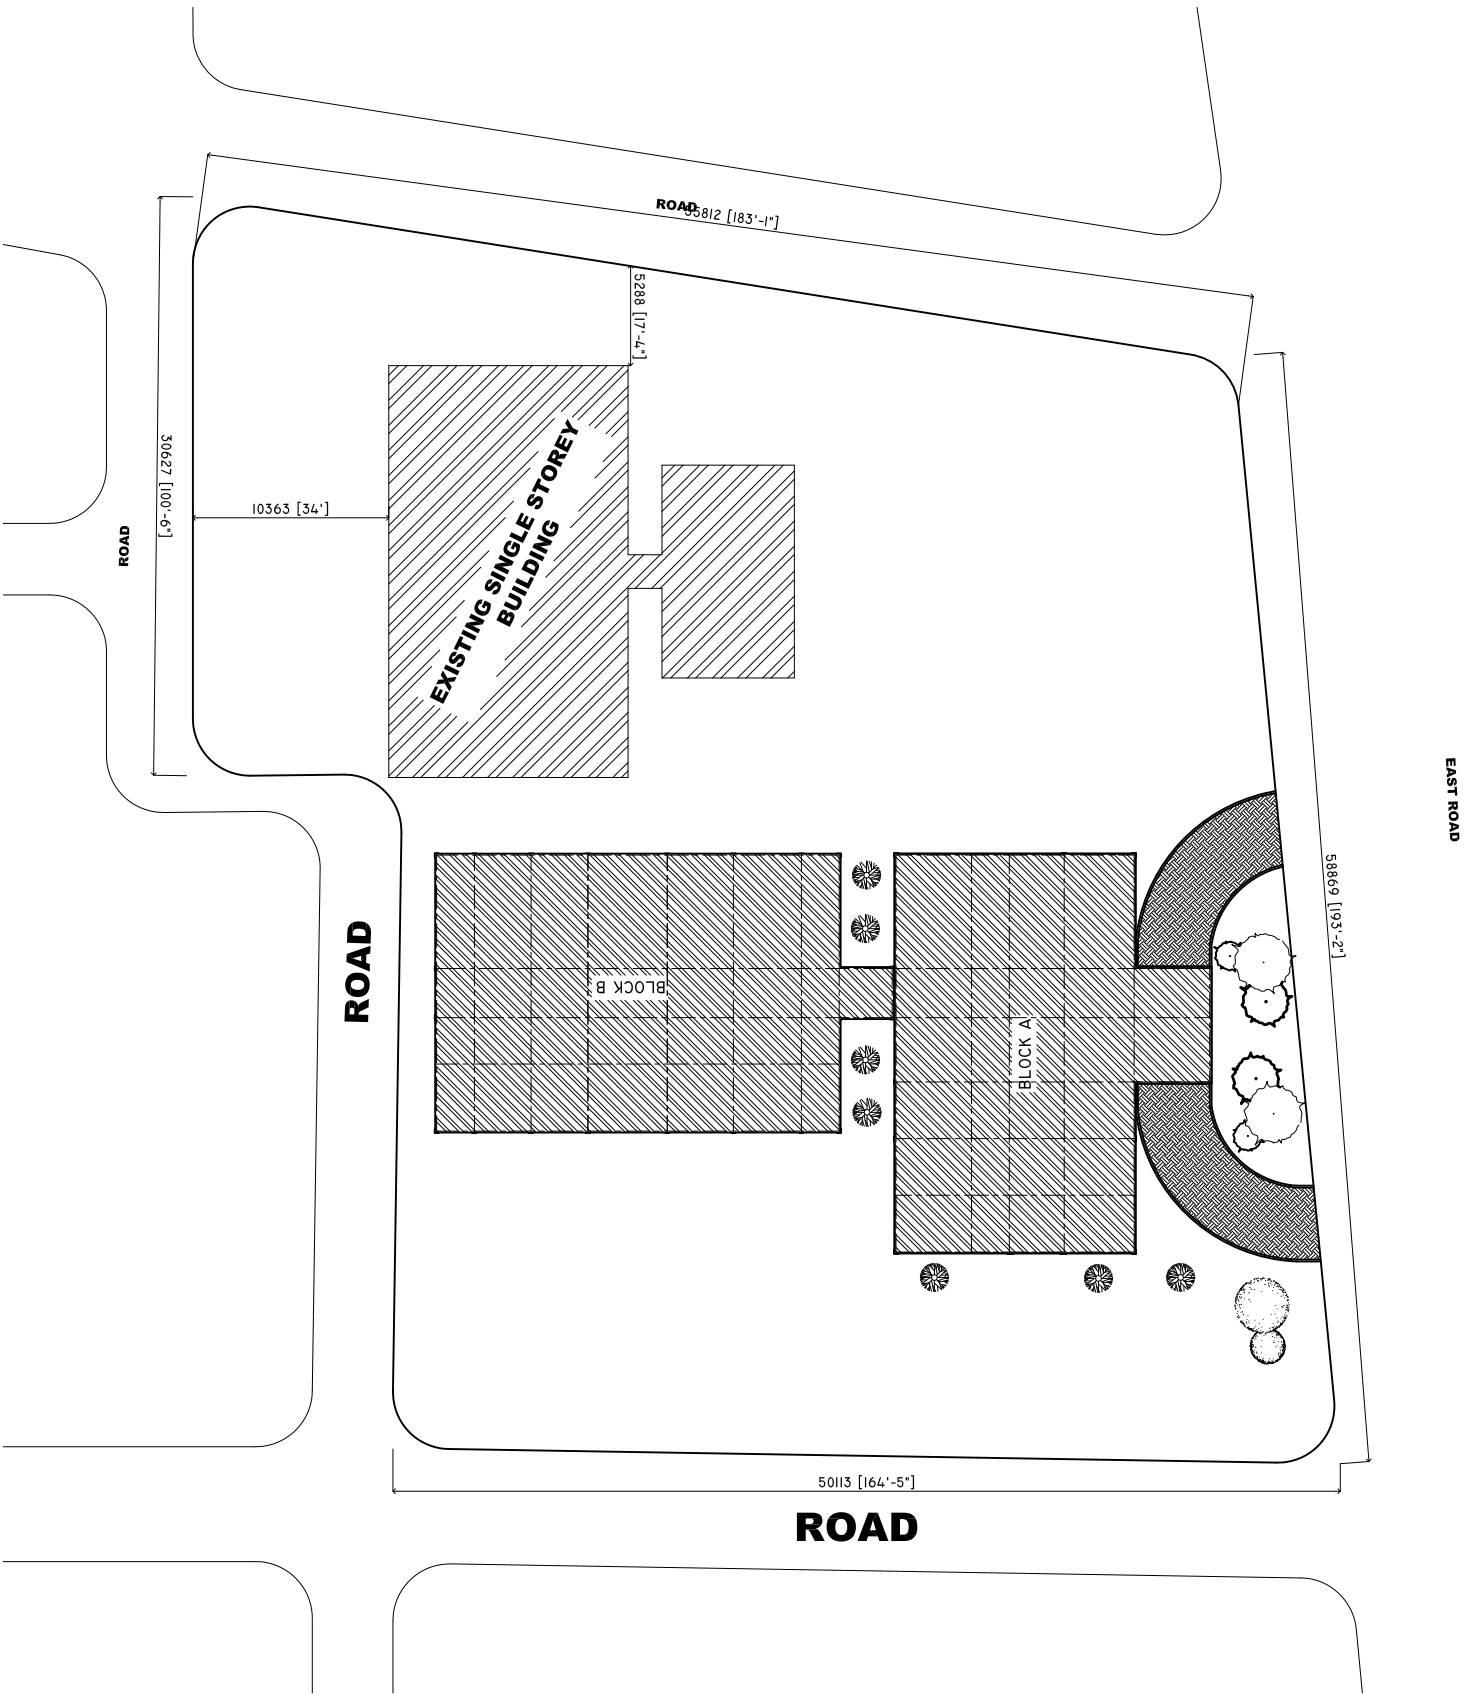 ROAD
55812 [183'-1"]
5288 [17'-4"]
30627 [100'-6"]
10363 [34']
ROAD
EXISTING SINGLE STOREY
BUILDING
EAST ROAD
58869 [193'-2"]
ROAD
BLOCK B
BLOCK A
50113 [164'-5"]
ROAD